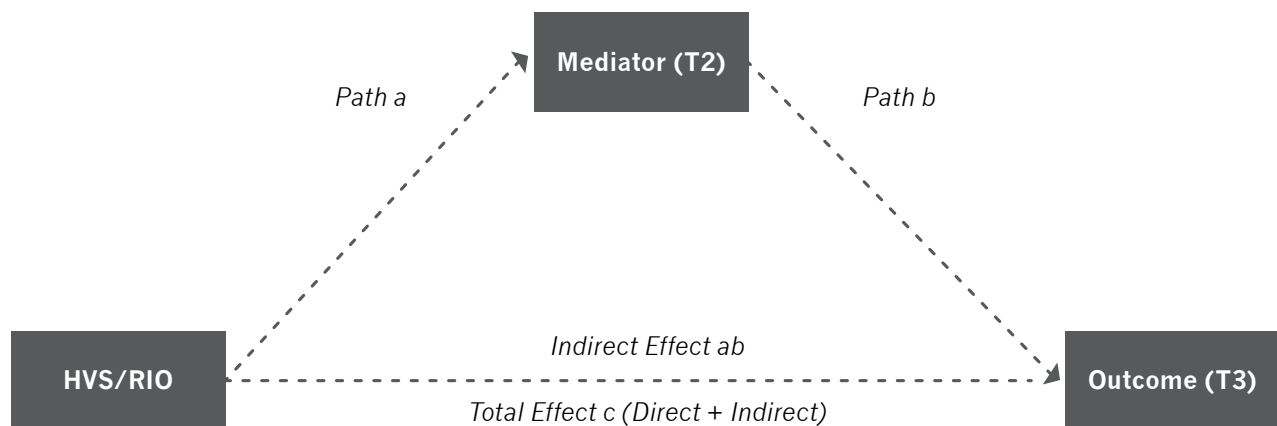 Mediator (T2)
Path a
Path b
Indirect Effect ab
HVS/RIO
Outcome (T3)
Total Effect c (Direct + Indirect)